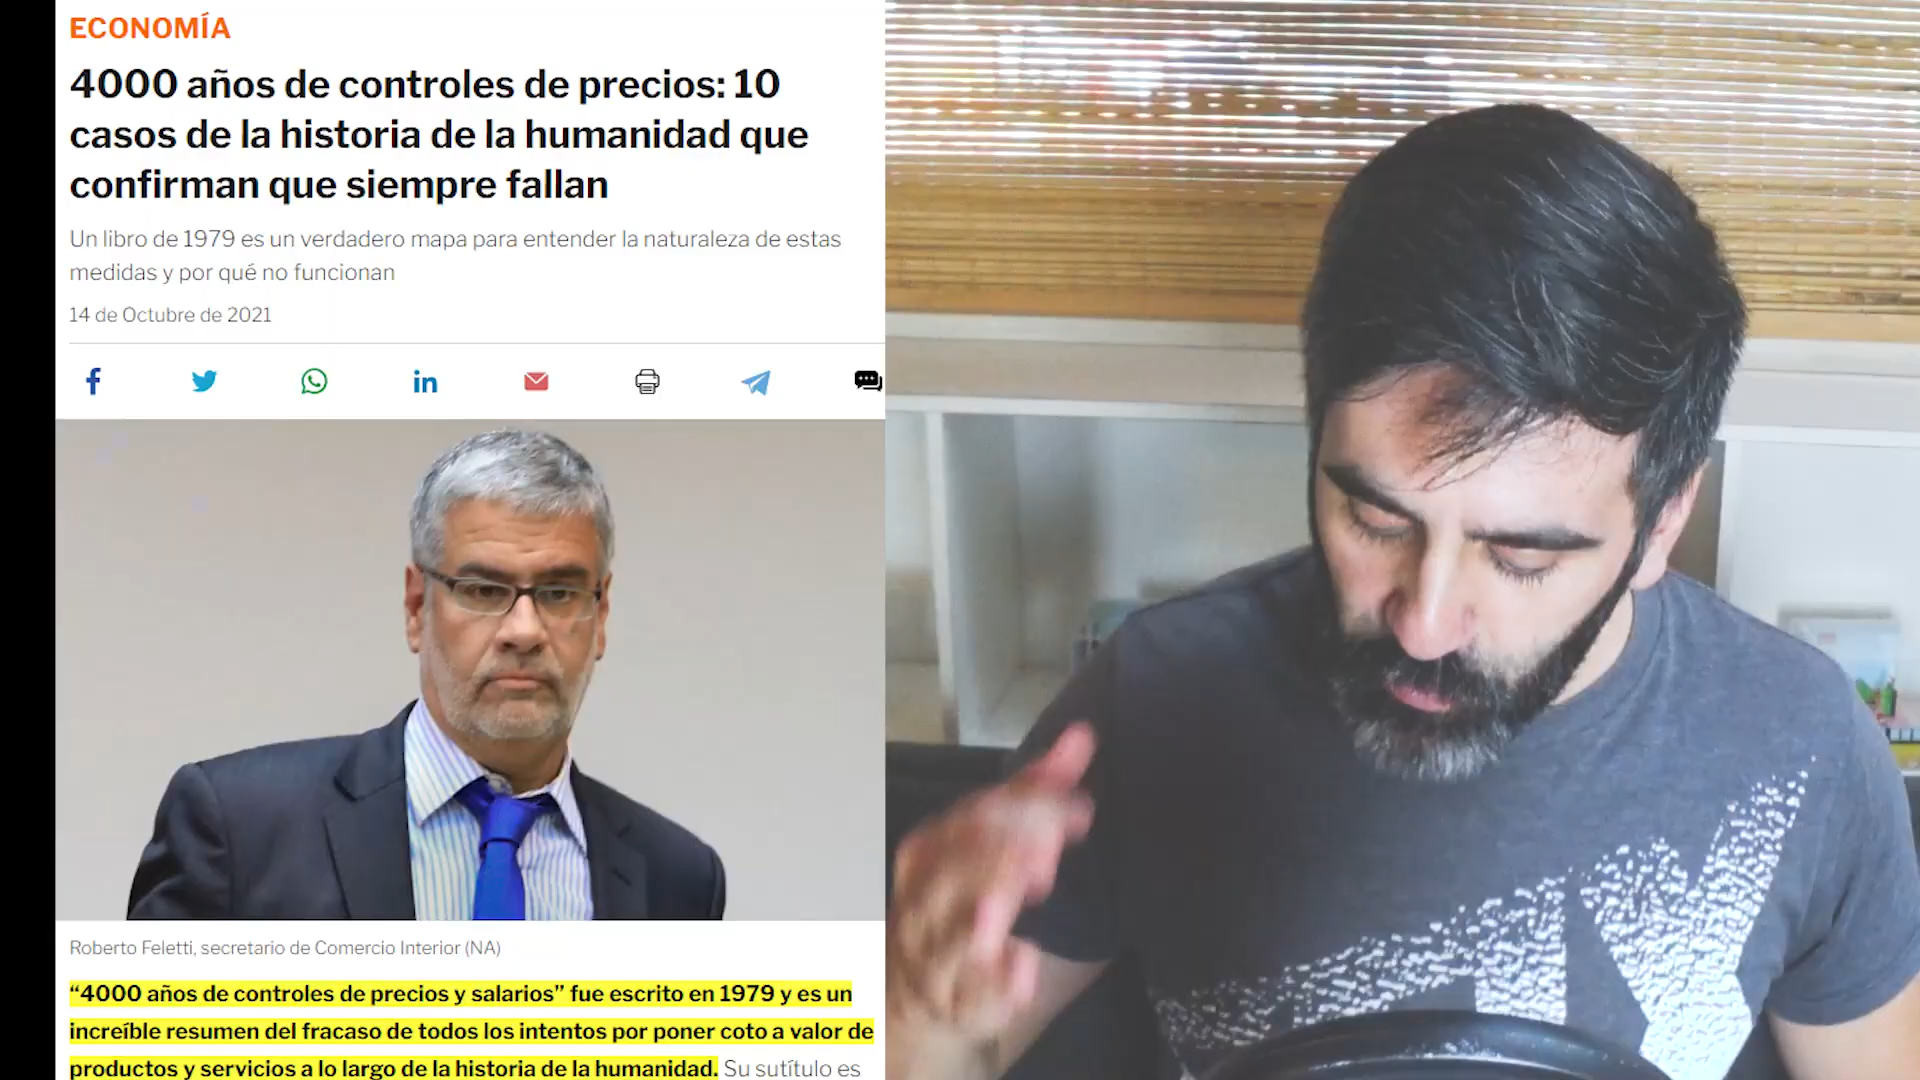 ECONOMÍA
4000 años de controles de precios: 10
casos de la historia de la humanidad que
confirman que siempre fallan
Un libro de 1979 es un verdadero mapa para entender la naturaleza de estas
medidas y por qué no funcionan
14 de Octubre de 2021
Roberto Feletti, secretario de Comercio Interior (NA)
“4000 años de controles de precios y salarios” fue escrito en 1979 y es un
increíble resumen del fracaso de todos los intentos por poner coto a valor de
productos y servicios a lo largo de la historia de la humanidad. Su sutítulo es